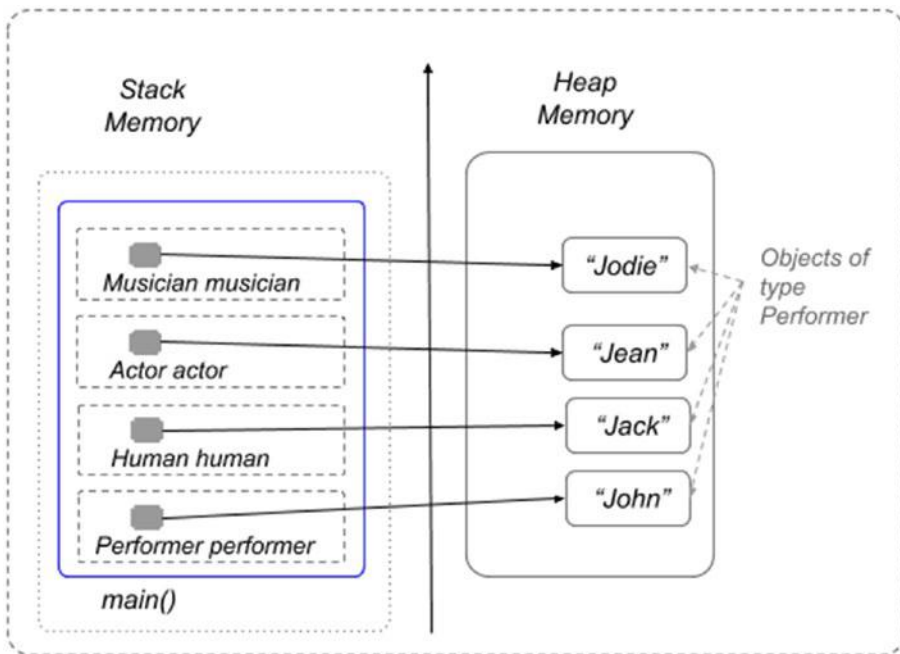 Stack
Memory
Heap
Memory
Musician musician
Actor actor
Human human
Performer performer
main()
“Jodie”
“Jean”
“Jack”
“John”
Objects of
type
Performer